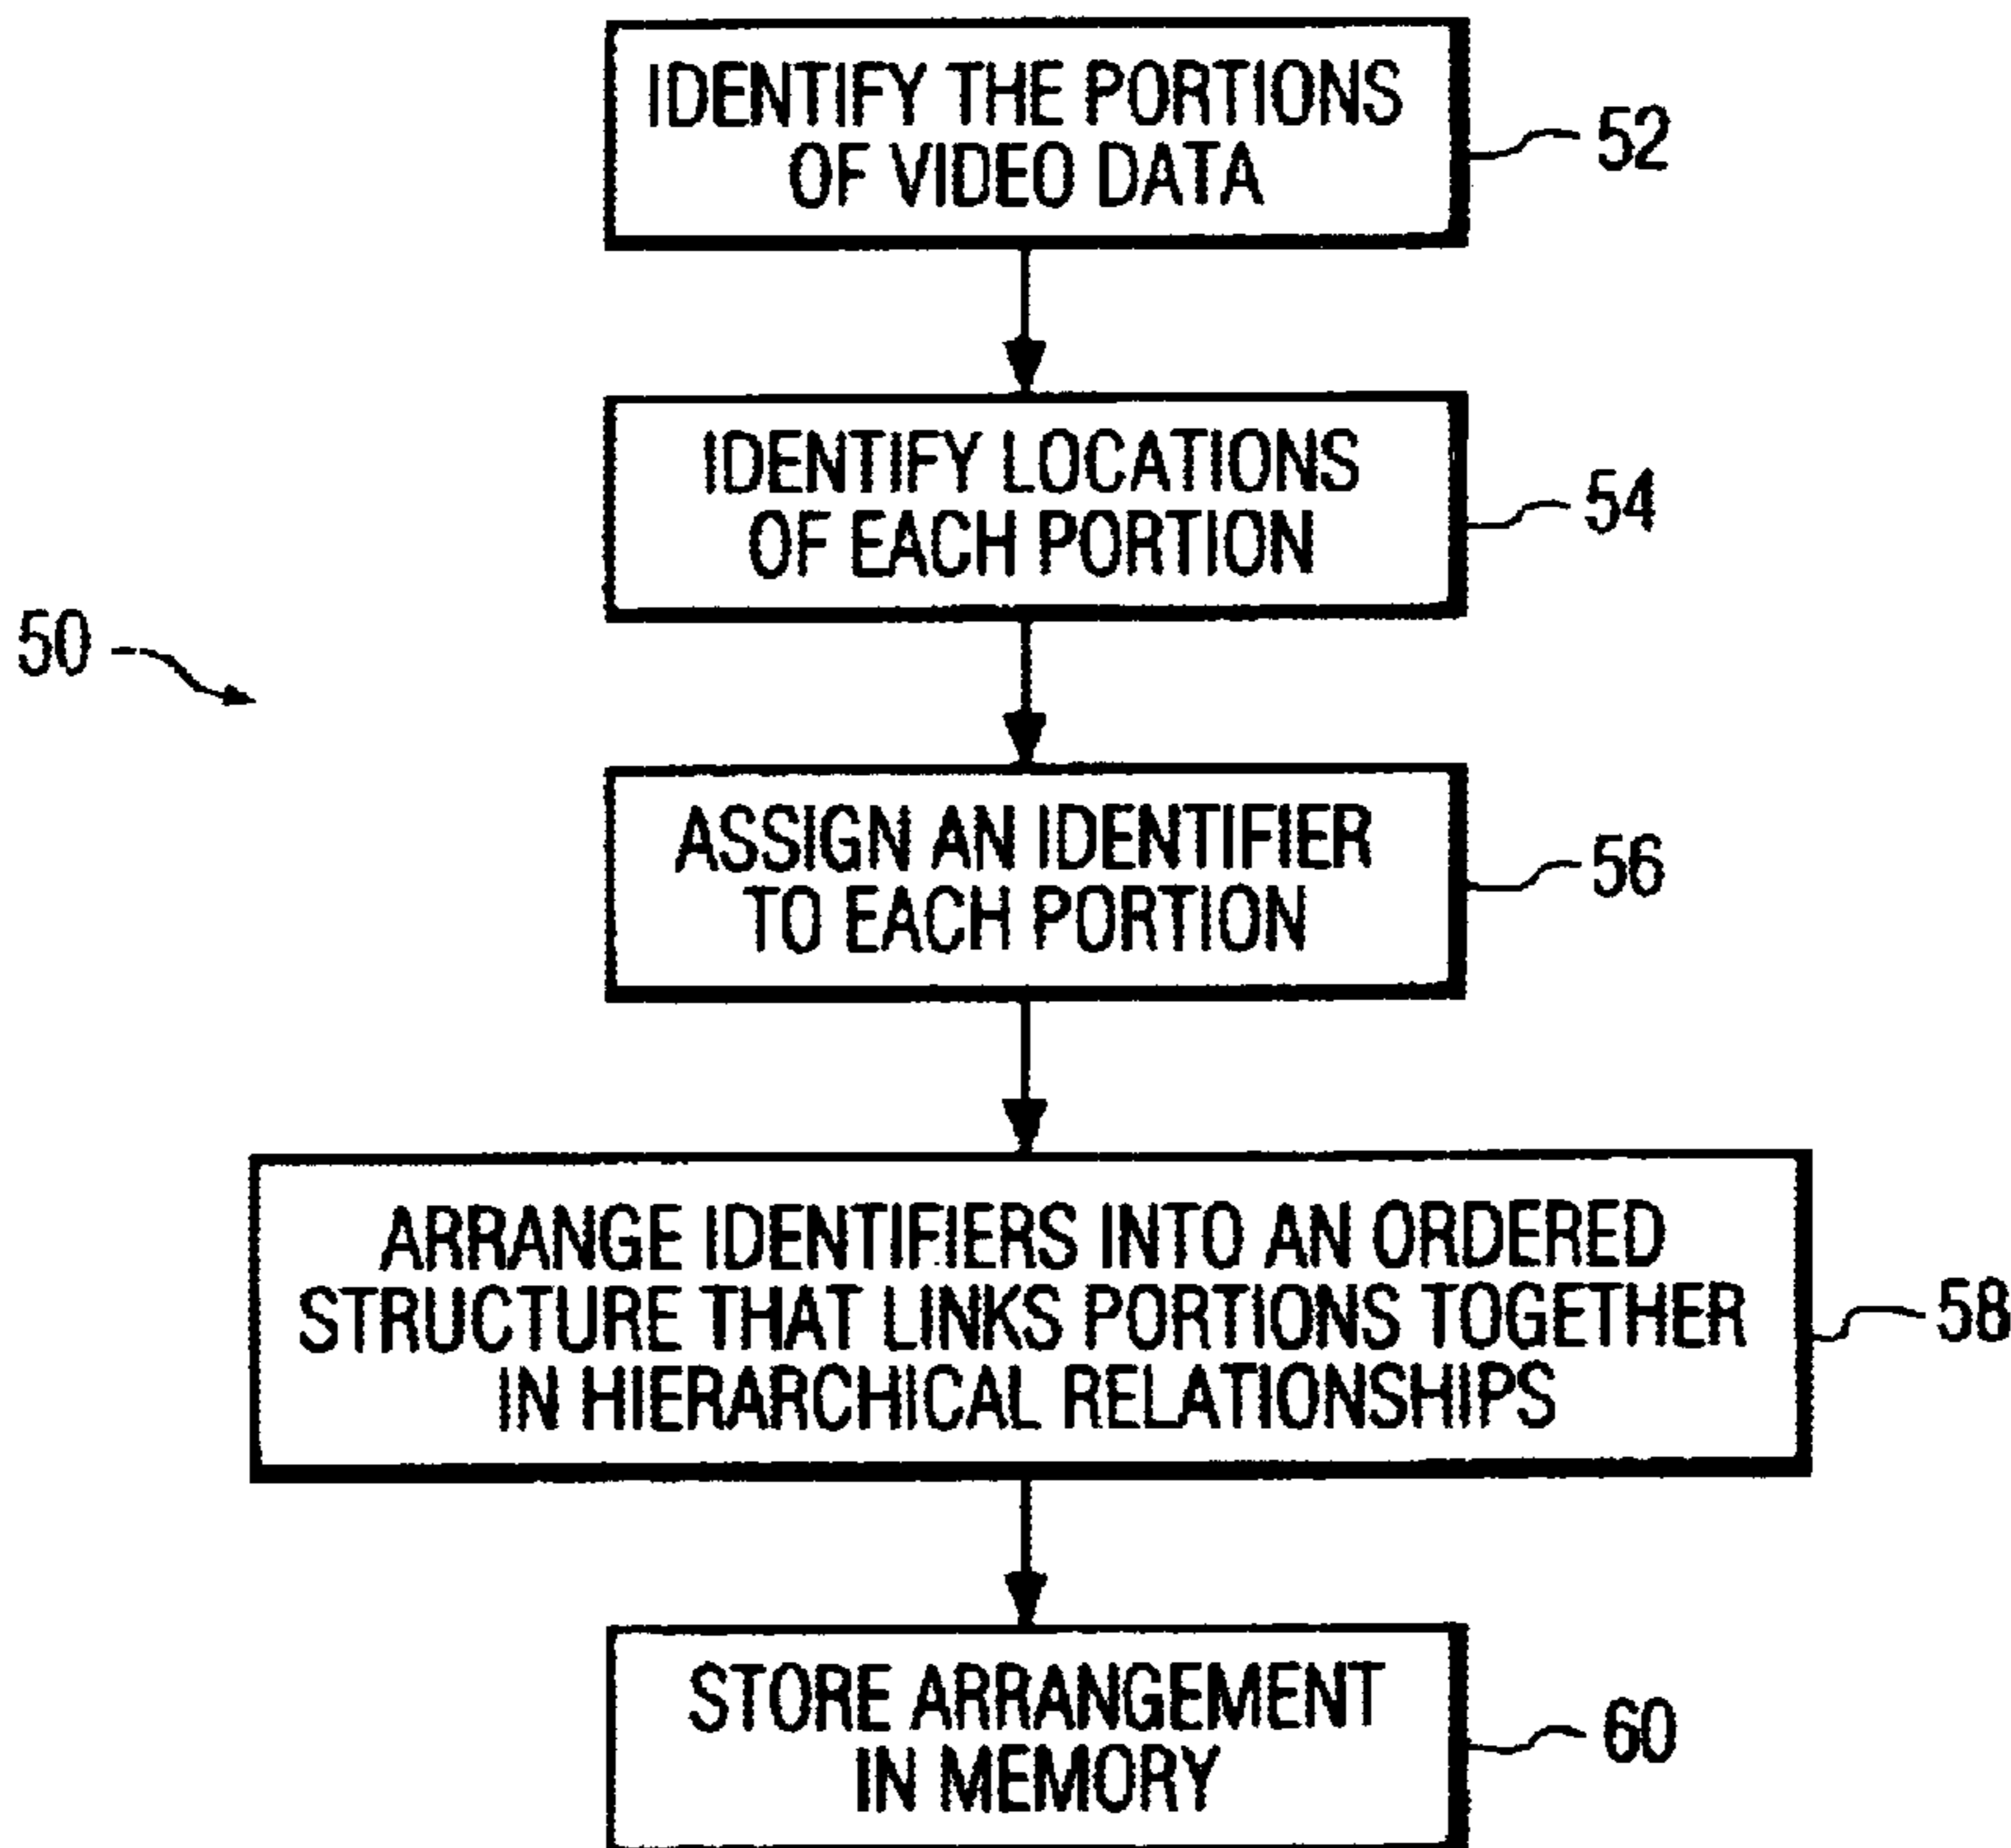 IDENTIFY THE PORTIONS
OF VIDEO DATA
52
IDENTIFY LOCATIONS
OF EACH PORTION
54
50
ASSIGN AN IDENTIFIER
TO EACH PORTION
56
ARRANGE IDENTIFIERS INTO AN ORDERED
STRUCTURE THAT LINKS PORTIONS TOGETHER
IN HIERARCHICAL RELATIONSHIPS
58
STORE ARRANGEMENT
IN MEMORY
60